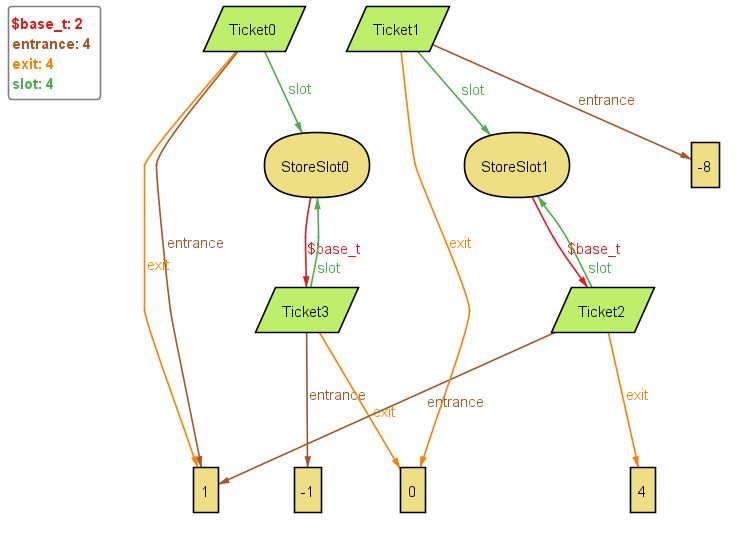 $base_t: 2
entrance: 4
exit: 4
slot: 4
Ticket0
Ticket1
slot
slot
entrance
StoreSlot0
StoreSlot1
-8
entrance
exit
$base_t
slot
exit
$base_t
slot
Ticket3
Ticket2
entrance
exit
entrance
exit
1
-1
0
4